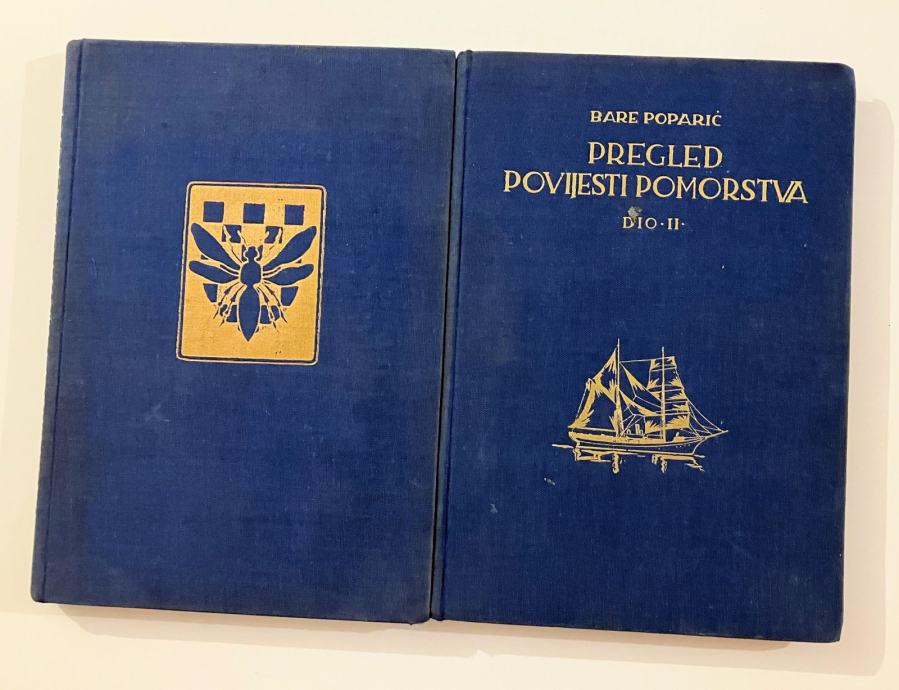 BARE POPARIĆ
PREGLED
POVIJESTI POMORSTVA
DIO·II·